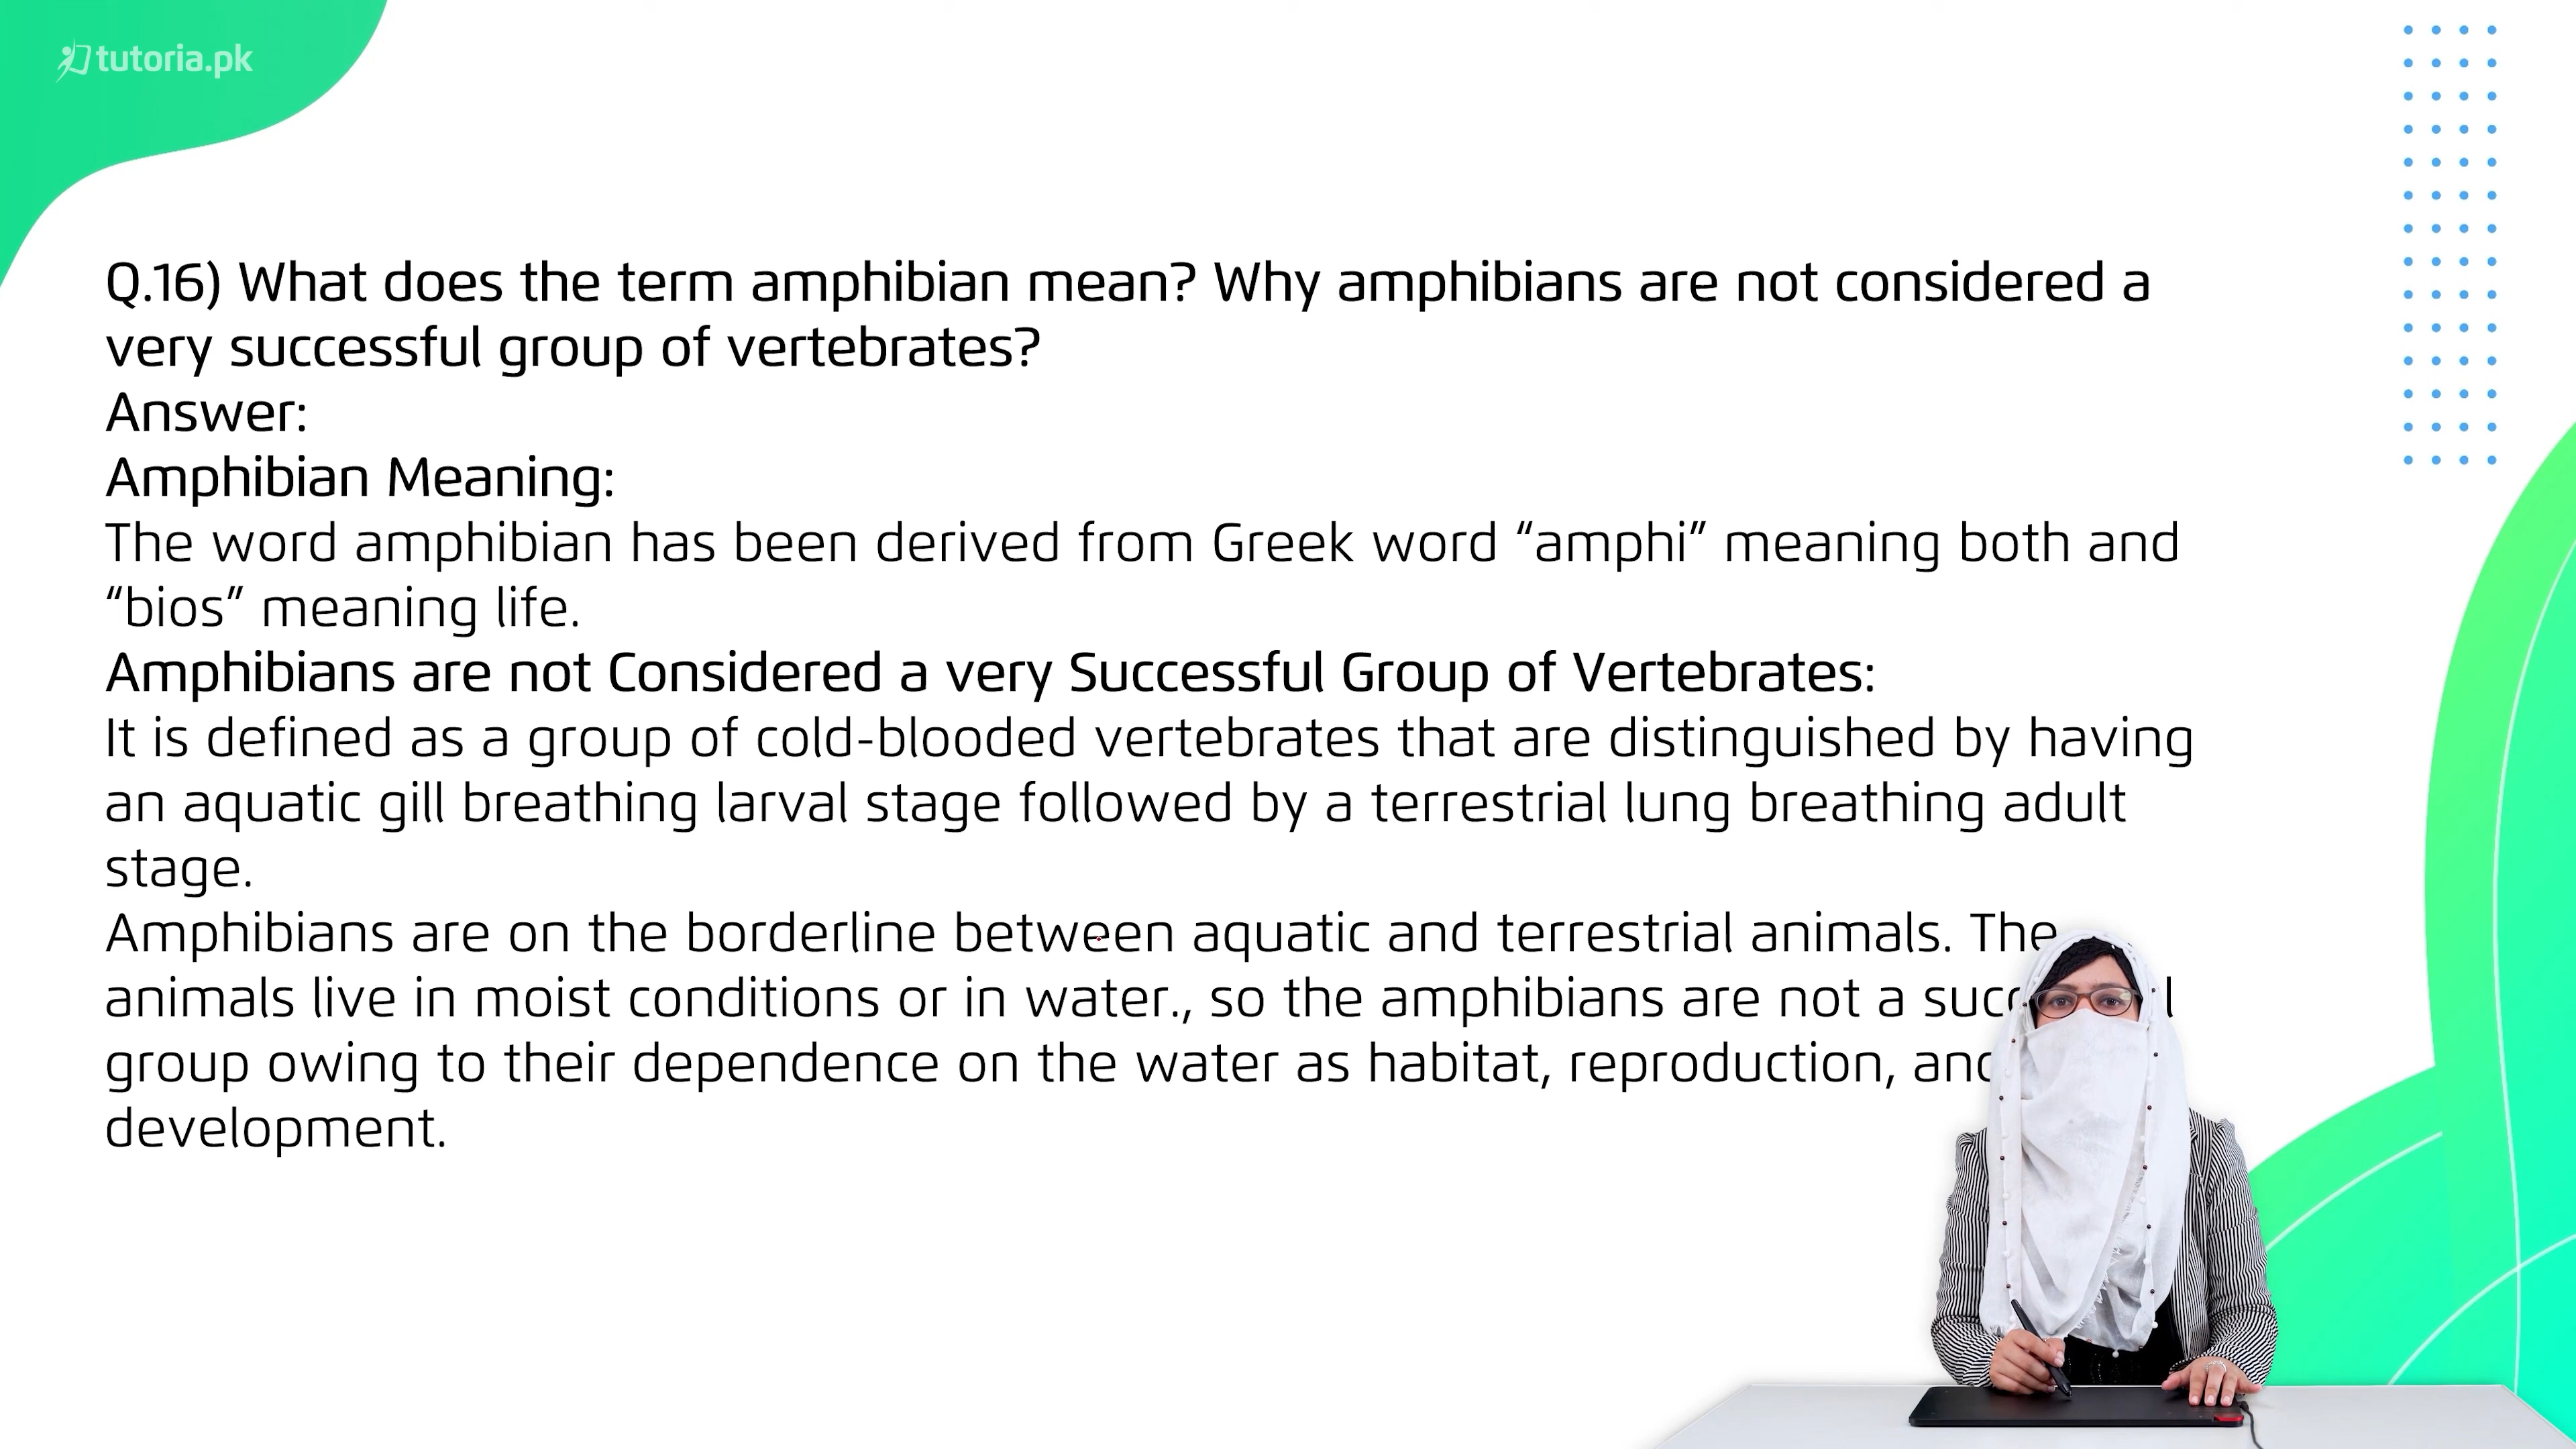 tutoria.pk
Q.16) What does the term amphibian mean? Why amphibians are not considered a
very successful group of vertebrates?
Answer:
Amphibian Meaning:
The word amphibian has been derived from Greek word “amphi” meaning both and
“bios” meaning life.
Amphibians are not Considered a very Successful Group of Vertebrates:
It is defined as a group of cold-blooded vertebrates that are distinguished by having
an aquatic gill breathing larval stage followed by a terrestrial lung breathing adult
stage.
Amphibians are on the borderline between aquatic and terrestrial animals. The
animals live in moist conditions or in water., so the amphibians are not a
group owing to their dependence on the water as habitat, reproduction,
development.